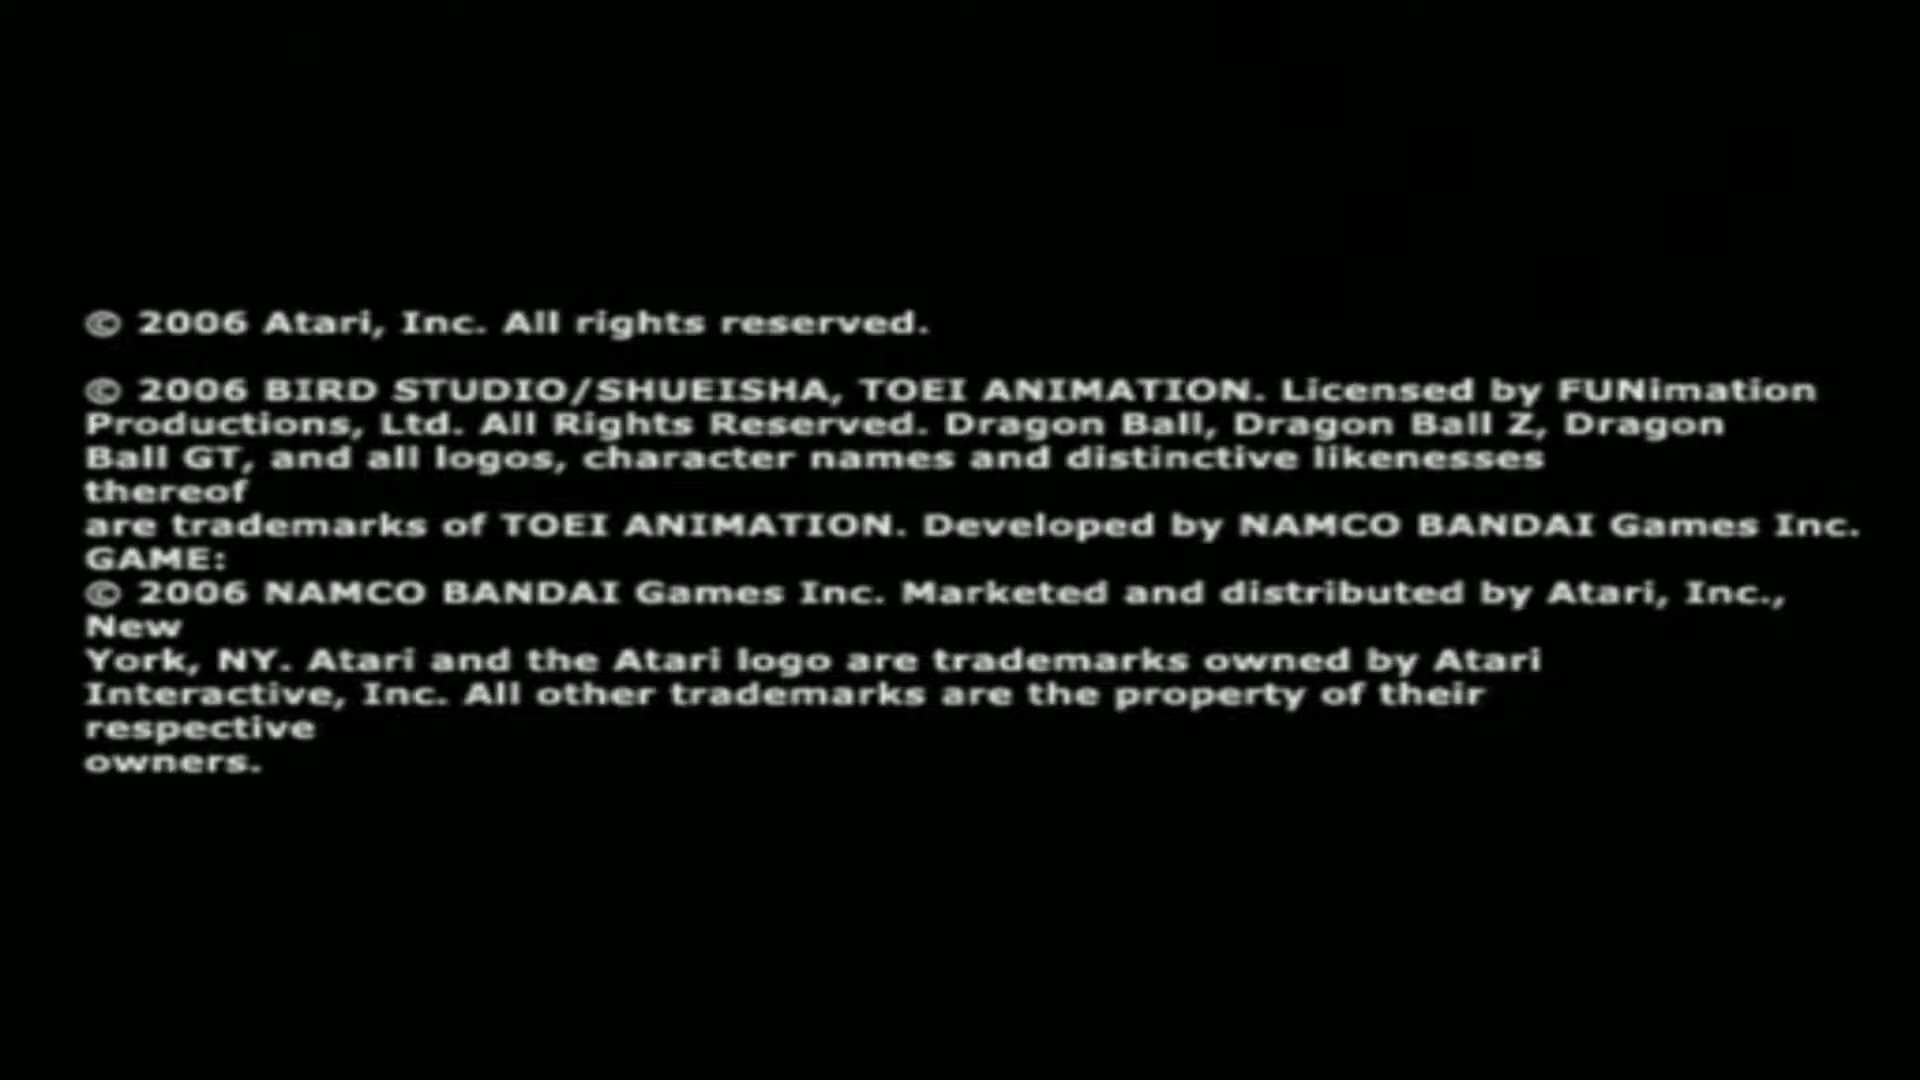 © 2006 Atari, Inc. All rights reserved.
© 2006 BIRD STUDIO/SHUEISHA, TOEI ANIMATION. Licensed by FUNimation
Productions, Ltd. All Rights Reserved. Dragon Ball, Dragon Ball Z, Dragon
Ball GT, and all logos, character names and distinctive likenesses
thereof
are trademarks of TOEI ANIMATION. Developed by NAMCO BANDAI Games Inc.
GAME:
© 2006 NAMCO BANDAI Games Inc. Marketed and distributed by Atari, Inc.,
New
York, NY. Atari and the Atari logo are trademarks owned by Atari
Interactive, Inc. All other trademarks are the property of their
respective
owners.